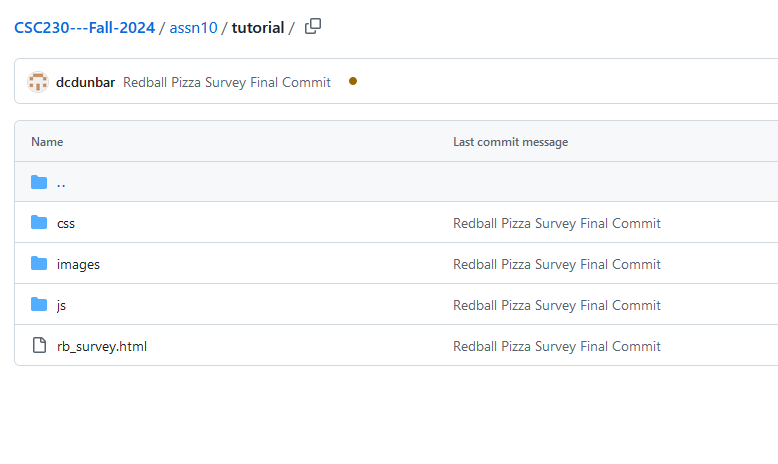 CSC230---Fall-2024 / assn10 / tutorial /
dcdunbar Redball Pizza Survey Final Commit
Name Last commit message
..
css Redball Pizza Survey Final Commit
images Redball Pizza Survey Final Commit
js Redball Pizza Survey Final Commit
rb_survey.html Redball Pizza Survey Final Commit